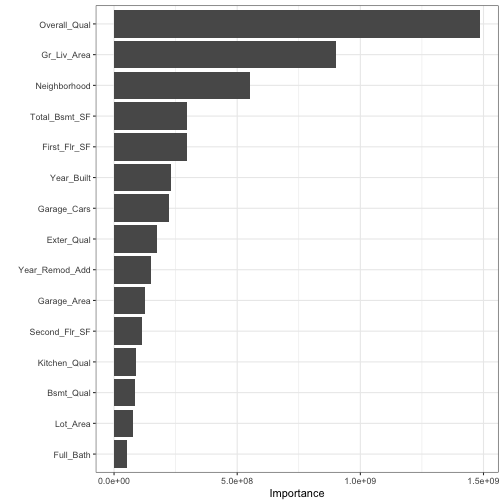 Overall_Qual
Gr_Liv_Area
Neighborhood
Total_Bsmt_SF
First_Flr_SF
Year_Built
Garage_Cars
Exter_Qual
Year_Remod_Add
Garage_Area
Second_Flr_SF
Kitchen_Qual
Bsmt_Qual
Lot_Area
Full_Bath
0.0e+00 5.0e+08 1.0e+09 1.5e+09
Importance